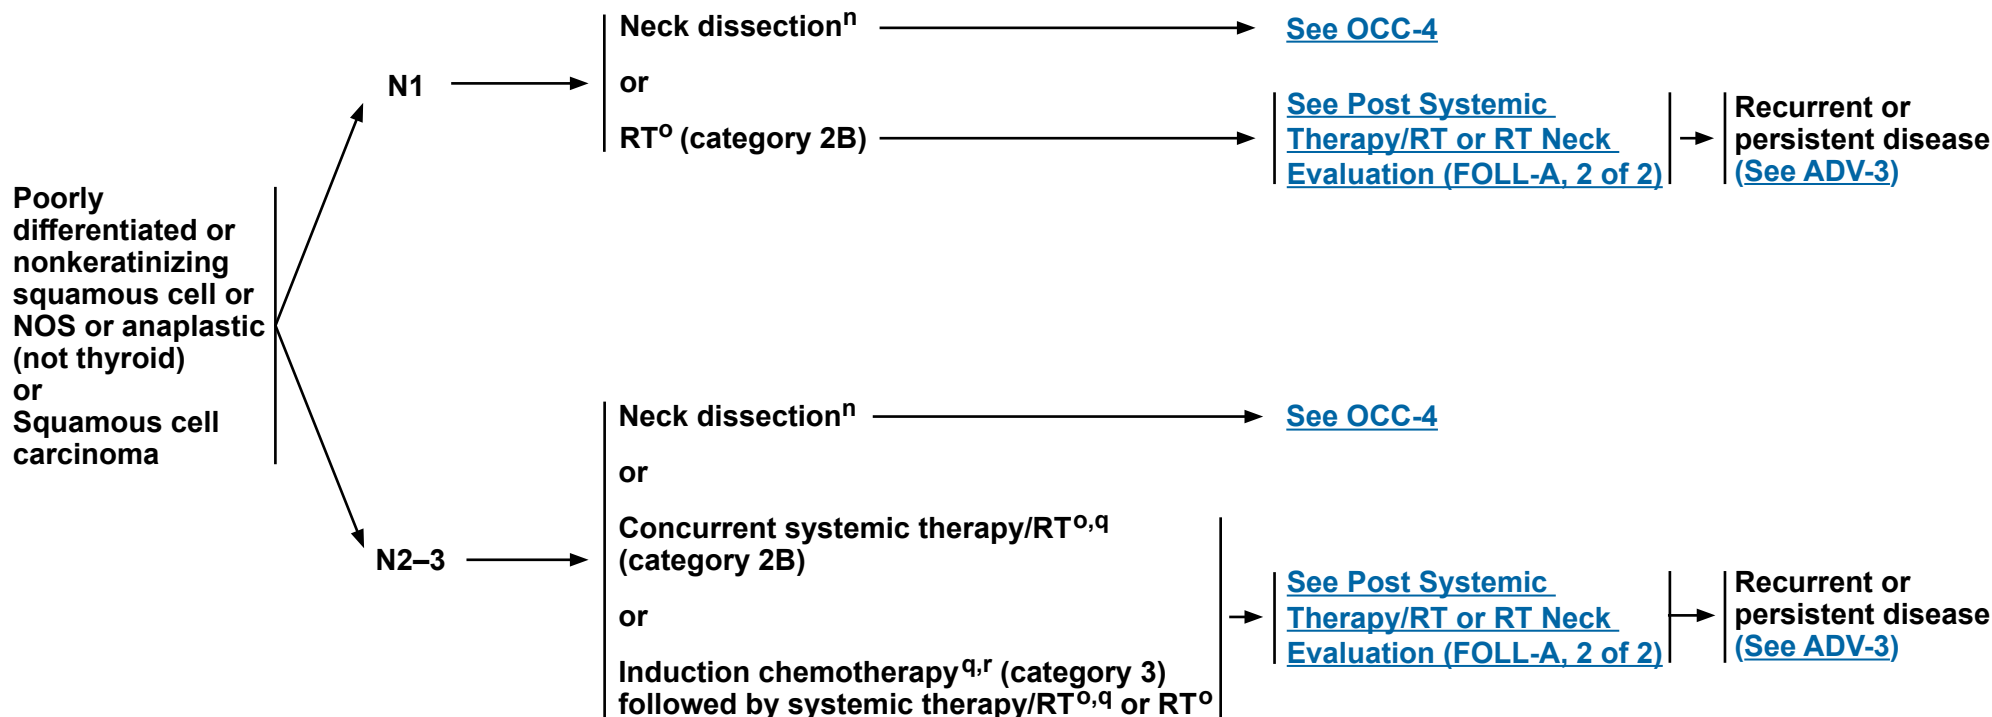 Poorly
differentiated or
nonkeratinizing
squamous cell or
NOS or anaplastic
(not thyroid)
or
Squamous cell
carcinoma
N1
Neck dissectionⁿ
See OCC-4
or
RTᵒ (category 2B)
See Post Systemic
Therapy/RT or RT Neck
Evaluation (FOLL-A, 2 of 2)
Recurrent or
persistent disease
(See ADV-3)
N2–3
Neck dissectionⁿ
See OCC-4
or
Concurrent systemic therapy/RTo,q
(category 2B)
or
Induction chemotherapyq,r (category 3)
followed by systemic therapy/RTo,q or RTᵒ
See Post Systemic
Therapy/RT or RT Neck
Evaluation (FOLL-A, 2 of 2)
Recurrent or
persistent disease
(See ADV-3)